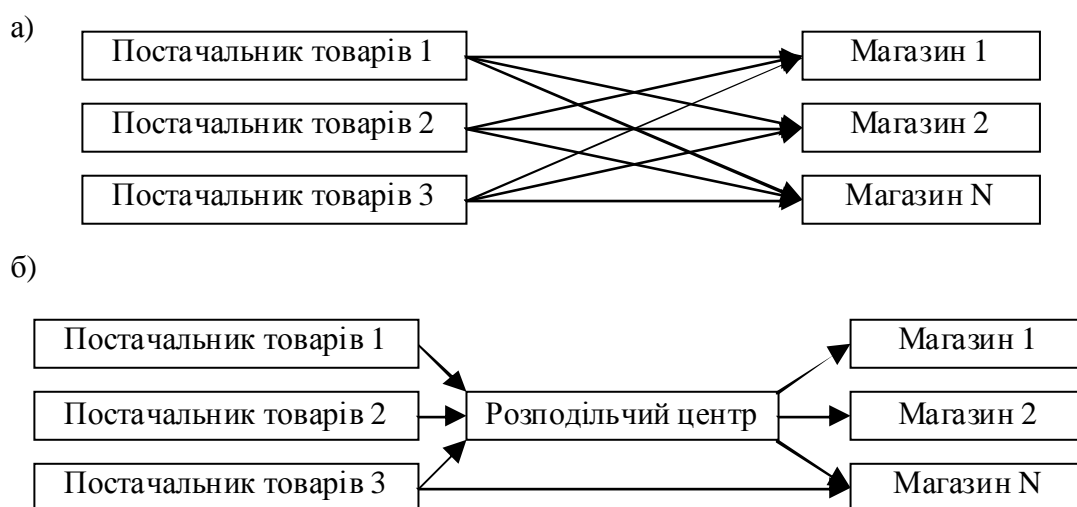 а)
Постачальник товарів 1 Магазин 1
Постачальник товарів 2 Магазин 2
Постачальник товарів 3 Магазин N
б)
Постачальник товарів 1 Магазин 1
Постачальник товарів 2 Розподільчий центр Магазин 2
Постачальник товарів 3 Магазин N